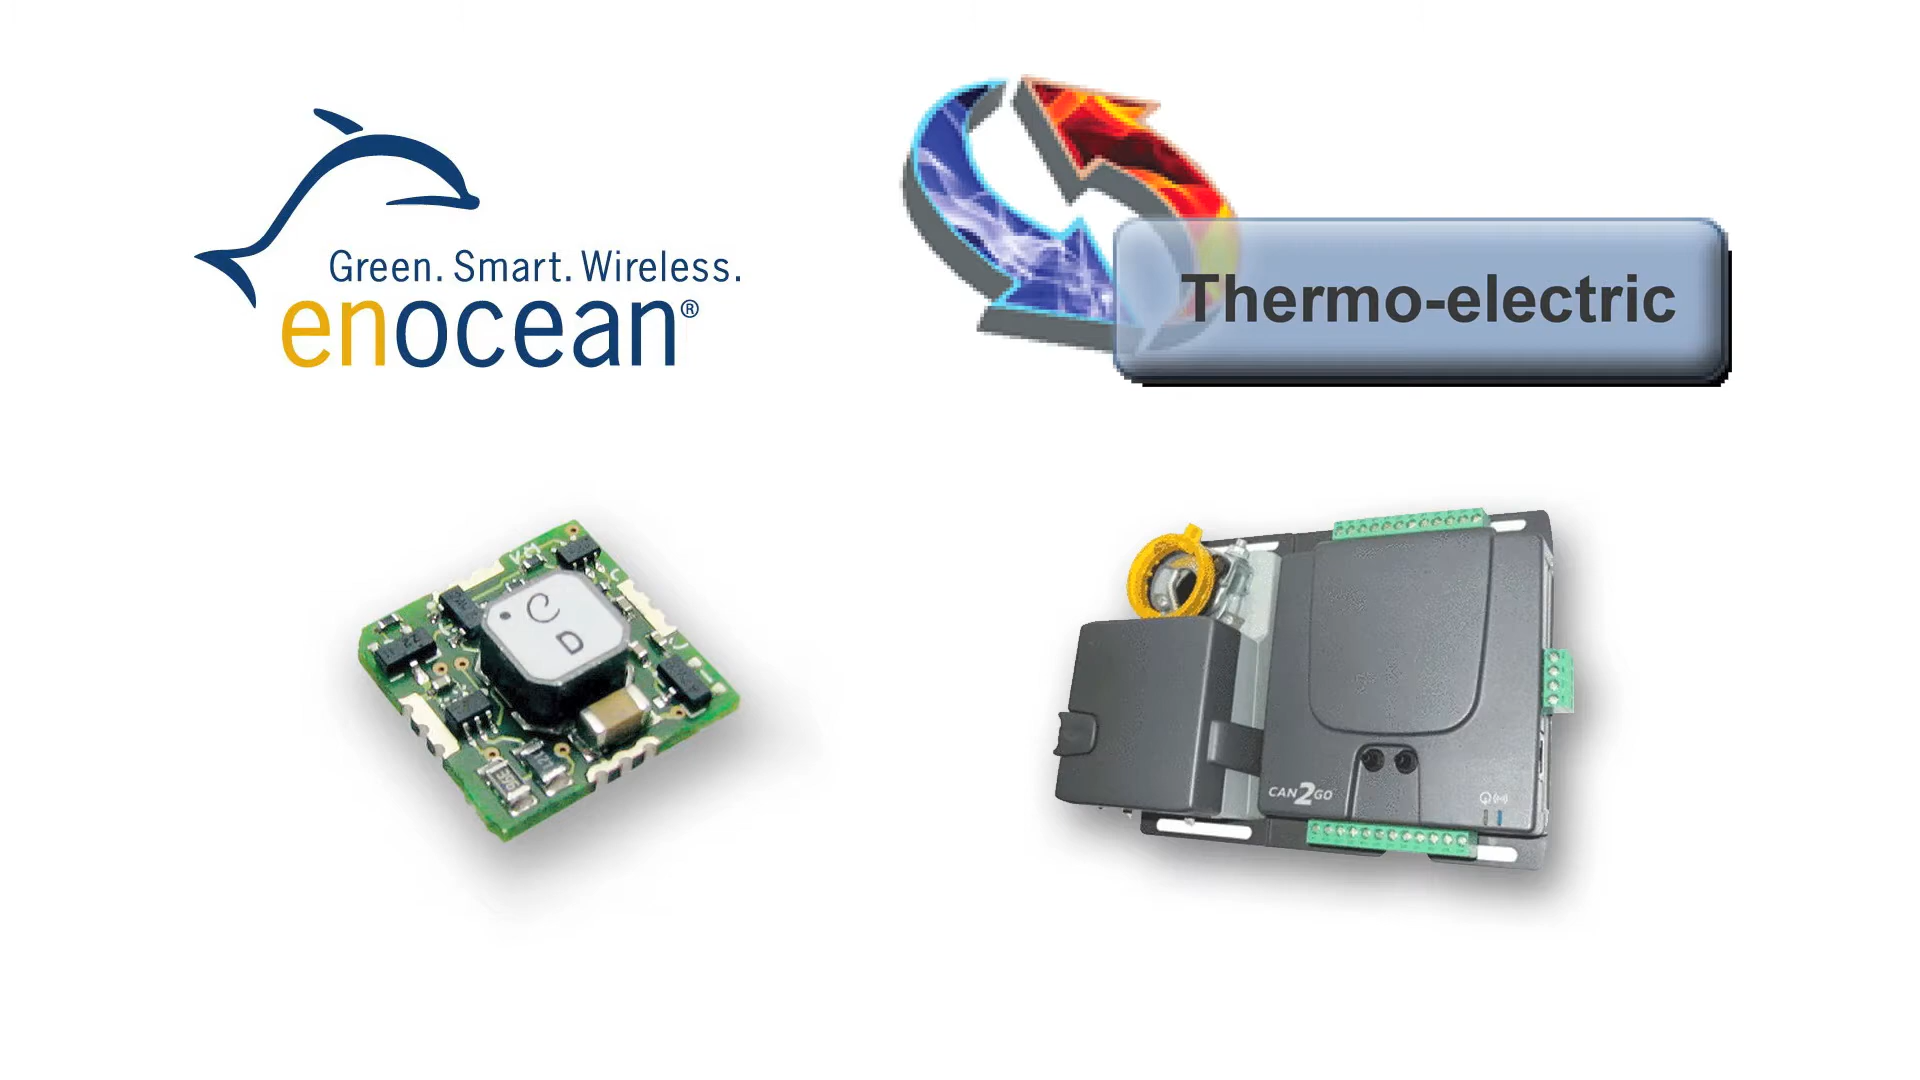 Green. Smart. Wireless.
enocean®
Thermo-electric
C
D
CAN2GO